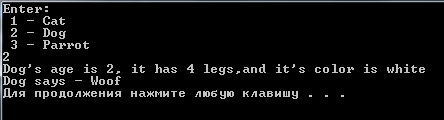 Enter:
1 - Cat
2 - Dog
3 - Parrot
2
Dog's age is 2, it has 4 legs,and it's color is white
Dog says - Woof
Для продолжения нажмите любую клавишу . . .